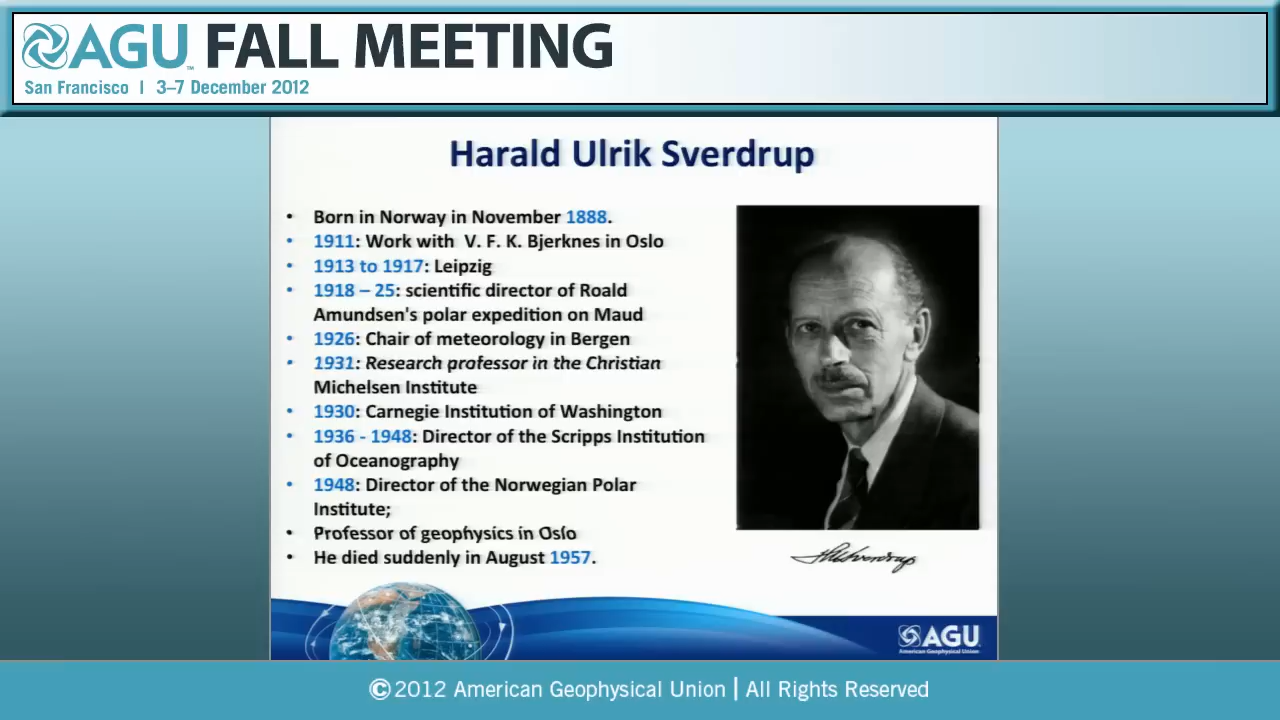 AGU FALL MEETING
San Francisco | 3–7 December 2012
Harald Ulrik Sverdrup
• Born in Norway in November 1888.
• 1911: Work with V. F. K. Bjerknes in Oslo
• 1913 to 1917: Leipzig
• 1918 – 25: scientific director of Roald
Amundsen's polar expedition on Maud
• 1926: Chair of meteorology in Bergen
• 1931: Research professor in the Christian
Michelsen Institute
• 1930: Carnegie Institution of Washington
• 1936 - 1948: Director of the Scripps Institution
of Oceanography
• 1948: Director of the Norwegian Polar
Institute;
• Professor of geophysics in Oslo
• He died suddenly in August 1957.
HUSverdrup
AGU
American Geophysical Union
©2012 American Geophysical Union | All Rights Reserved